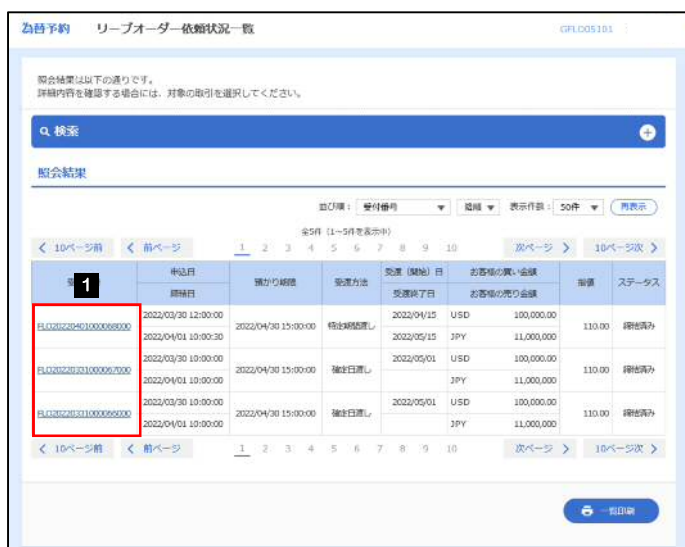 為替予約 リーブオーダー依頼状況一覧 GFLO05101
照会結果は以下の通りです。
詳細内容を確認する場合には、対象の取引を選択してください。
検索
照会結果
並び順： 受付番号 降順 表示件数： 50件 再表示
全5件（1～5件を表示中）
10ページ前 前ページ 1 2 3 4 5 6 7 8 9 10 次ページ 10ページ次
1 申込日 預かり期限 受渡方法 受渡（開始）日 お客様の買い金額 指値 ステータス
締結日 受渡終了日 お客様の売り金額
FLO20220401000068000 2022/03/30 12:00:00 2022/04/30 15:00:00 特定期間渡し 2022/04/15 USD 100,000.00 110.00 締結済み
2022/04/01 10:00:30 2022/05/15 JPY 11,000,000
FLO20220331000067000 2022/03/30 10:00:00 2022/04/30 15:00:00 確定日渡し 2022/05/01 USD 100,000.00 110.00 締結済み
2022/04/01 10:00:00 JPY 11,000,000
FLO20220331000066000 2022/03/30 10:00:00 2022/04/30 15:00:00 確定日渡し 2022/05/01 USD 100,000.00 110.00 締結済み
2022/04/01 10:00:00 JPY 11,000,000
10ページ前 前ページ 1 2 3 4 5 6 7 8 9 10 次ページ 10ページ次
一覧印刷